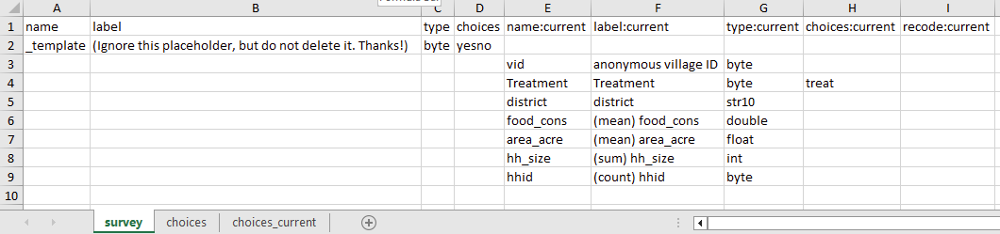 A B C D E F G H I
1 name label type choices name:current label:current type:current choices:current recode:current
2 _template (Ignore this placeholder, but do not delete it. Thanks!) byte yesno
3 vid anonymous village ID byte
4 Treatment Treatment byte treat
5 district district str10
6 food_cons (mean) food_cons double
7 area_acre (mean) area_acre float
8 hh_size (sum) hh_size int
9 hhid (count) hhid byte
10
survey choices choices_current